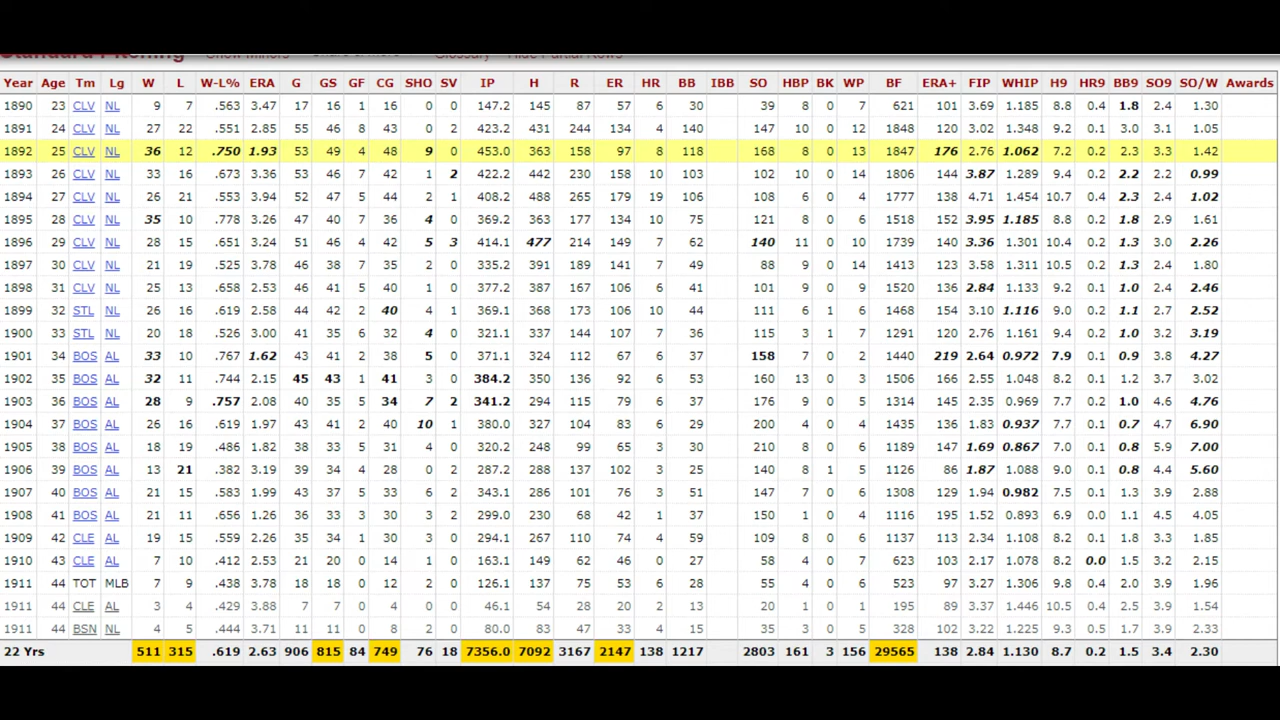 Standard Pitching Show Minors Share & more Glossary Hide Partial Rows
Year Age Tm Lg W L W-L% ERA G GS GF CG SHO SV IP H R ER HR BB IBB SO HBP BK WP BF ERA+ FIP WHIP H9 HR9 BB9 SO9 SO/W Awards
1890 23 CLV NL 9 7 .563 3.47 17 16 1 16 0 0 147.2 145 87 57 6 30 39 8 0 7 621 101 3.69 1.185 8.8 0.4 1.8 2.4 1.30
1891 24 CLV NL 27 22 .551 2.85 55 46 8 43 0 2 423.2 431 244 134 4 140 147 10 0 12 1848 120 3.02 1.348 9.2 0.1 3.0 3.1 1.05
1892 25 CLV NL 36 12 .750 1.93 53 49 4 48 9 0 453.0 363 158 97 8 118 168 8 0 13 1847 176 2.76 1.062 7.2 0.2 2.3 3.3 1.42
1893 26 CLV NL 33 16 .673 3.36 53 46 7 42 1 2 422.2 442 230 158 10 103 102 10 0 14 1806 144 3.87 1.289 9.4 0.2 2.2 2.2 0.99
1894 27 CLV NL 26 21 .553 3.94 52 47 5 44 2 1 408.2 488 265 179 19 106 108 6 0 4 1777 138 4.71 1.454 10.7 0.4 2.3 2.4 1.02
1895 28 CLV NL 35 10 .778 3.26 47 40 7 36 4 0 369.2 363 177 134 10 75 121 8 0 6 1518 152 3.95 1.185 8.8 0.2 1.8 2.9 1.61
1896 29 CLV NL 28 15 .651 3.24 51 46 4 42 5 3 414.1 477 214 149 7 62 140 11 0 10 1739 140 3.36 1.301 10.4 0.2 1.3 3.0 2.26
1897 30 CLV NL 21 19 .525 3.78 46 38 7 35 2 0 335.2 391 189 141 7 49 88 9 0 14 1413 123 3.58 1.311 10.5 0.2 1.3 2.4 1.80
1898 31 CLV NL 25 13 .658 2.53 46 41 5 40 1 0 377.2 387 167 106 6 41 101 9 0 9 1520 136 2.84 1.133 9.2 0.1 1.0 2.4 2.46
1899 32 STL NL 26 16 .619 2.58 44 42 2 40 4 1 369.1 368 173 106 10 44 111 6 1 6 1468 154 3.10 1.116 9.0 0.2 1.1 2.7 2.52
1900 33 STL NL 20 18 .526 3.00 41 35 6 32 4 0 321.1 337 144 107 7 36 115 3 1 7 1291 120 2.76 1.161 9.4 0.2 1.0 3.2 3.19
1901 34 BOS AL 33 10 .767 1.62 43 41 2 38 5 0 371.1 324 112 67 6 37 158 7 0 2 1440 219 2.64 0.972 7.9 0.1 0.9 3.8 4.27
1902 35 BOS AL 32 11 .744 2.15 45 43 1 41 3 0 384.2 350 136 92 6 53 160 13 0 3 1506 166 2.55 1.048 8.2 0.1 1.2 3.7 3.02
1903 36 BOS AL 28 9 .757 2.08 40 35 5 34 7 2 341.2 294 115 79 6 37 176 9 0 5 1314 145 2.35 0.969 7.7 0.2 1.0 4.6 4.76
1904 37 BOS AL 26 16 .619 1.97 43 41 2 40 10 1 380.0 327 104 83 6 29 200 4 0 4 1435 136 1.83 0.937 7.7 0.1 0.7 4.7 6.90
1905 38 BOS AL 18 19 .486 1.82 38 33 5 31 4 0 320.2 248 99 65 3 30 210 8 0 6 1189 147 1.69 0.867 7.0 0.1 0.8 5.9 7.00
1906 39 BOS AL 13 21 .382 3.19 39 34 4 28 0 2 287.2 288 137 102 3 25 140 8 1 5 1126 86 1.87 1.088 9.0 0.1 0.8 4.4 5.60
1907 40 BOS AL 21 15 .583 1.99 43 37 5 33 6 2 343.1 286 101 76 3 51 147 7 0 6 1308 129 1.94 0.982 7.5 0.1 1.3 3.9 2.88
1908 41 BOS AL 21 11 .656 1.26 36 33 3 30 3 2 299.0 230 68 42 1 37 150 1 0 4 1116 195 1.52 0.893 6.9 0.0 1.1 4.5 4.05
1909 42 CLE AL 19 15 .559 2.26 35 34 1 30 3 0 294.1 267 110 74 4 59 109 8 0 6 1137 113 2.34 1.108 8.2 0.1 1.8 3.3 1.85
1910 43 CLE AL 7 10 .412 2.53 21 20 0 14 1 0 163.1 149 62 46 0 27 58 4 0 7 623 103 2.17 1.078 8.2 0.0 1.5 3.2 2.15
1911 44 TOT MLB 7 9 .438 3.78 18 18 0 12 2 0 126.1 137 75 53 6 28 55 4 0 6 523 97 3.27 1.306 9.8 0.4 2.0 3.9 1.96
1911 44 CLE AL 3 4 .429 3.88 7 7 0 4 0 0 46.1 54 28 20 2 13 20 1 0 1 195 89 3.37 1.446 10.5 0.4 2.5 3.9 1.54
1911 44 BSN NL 4 5 .444 3.71 11 11 0 8 2 0 80.0 83 47 33 4 15 35 3 0 5 328 102 3.22 1.225 9.3 0.5 1.7 3.9 2.33
22 Yrs 511 315 .619 2.63 906 815 84 749 76 18 7356.0 7092 3167 2147 138 1217 2803 161 3 156 29565 138 2.84 1.130 8.7 0.2 1.5 3.4 2.30